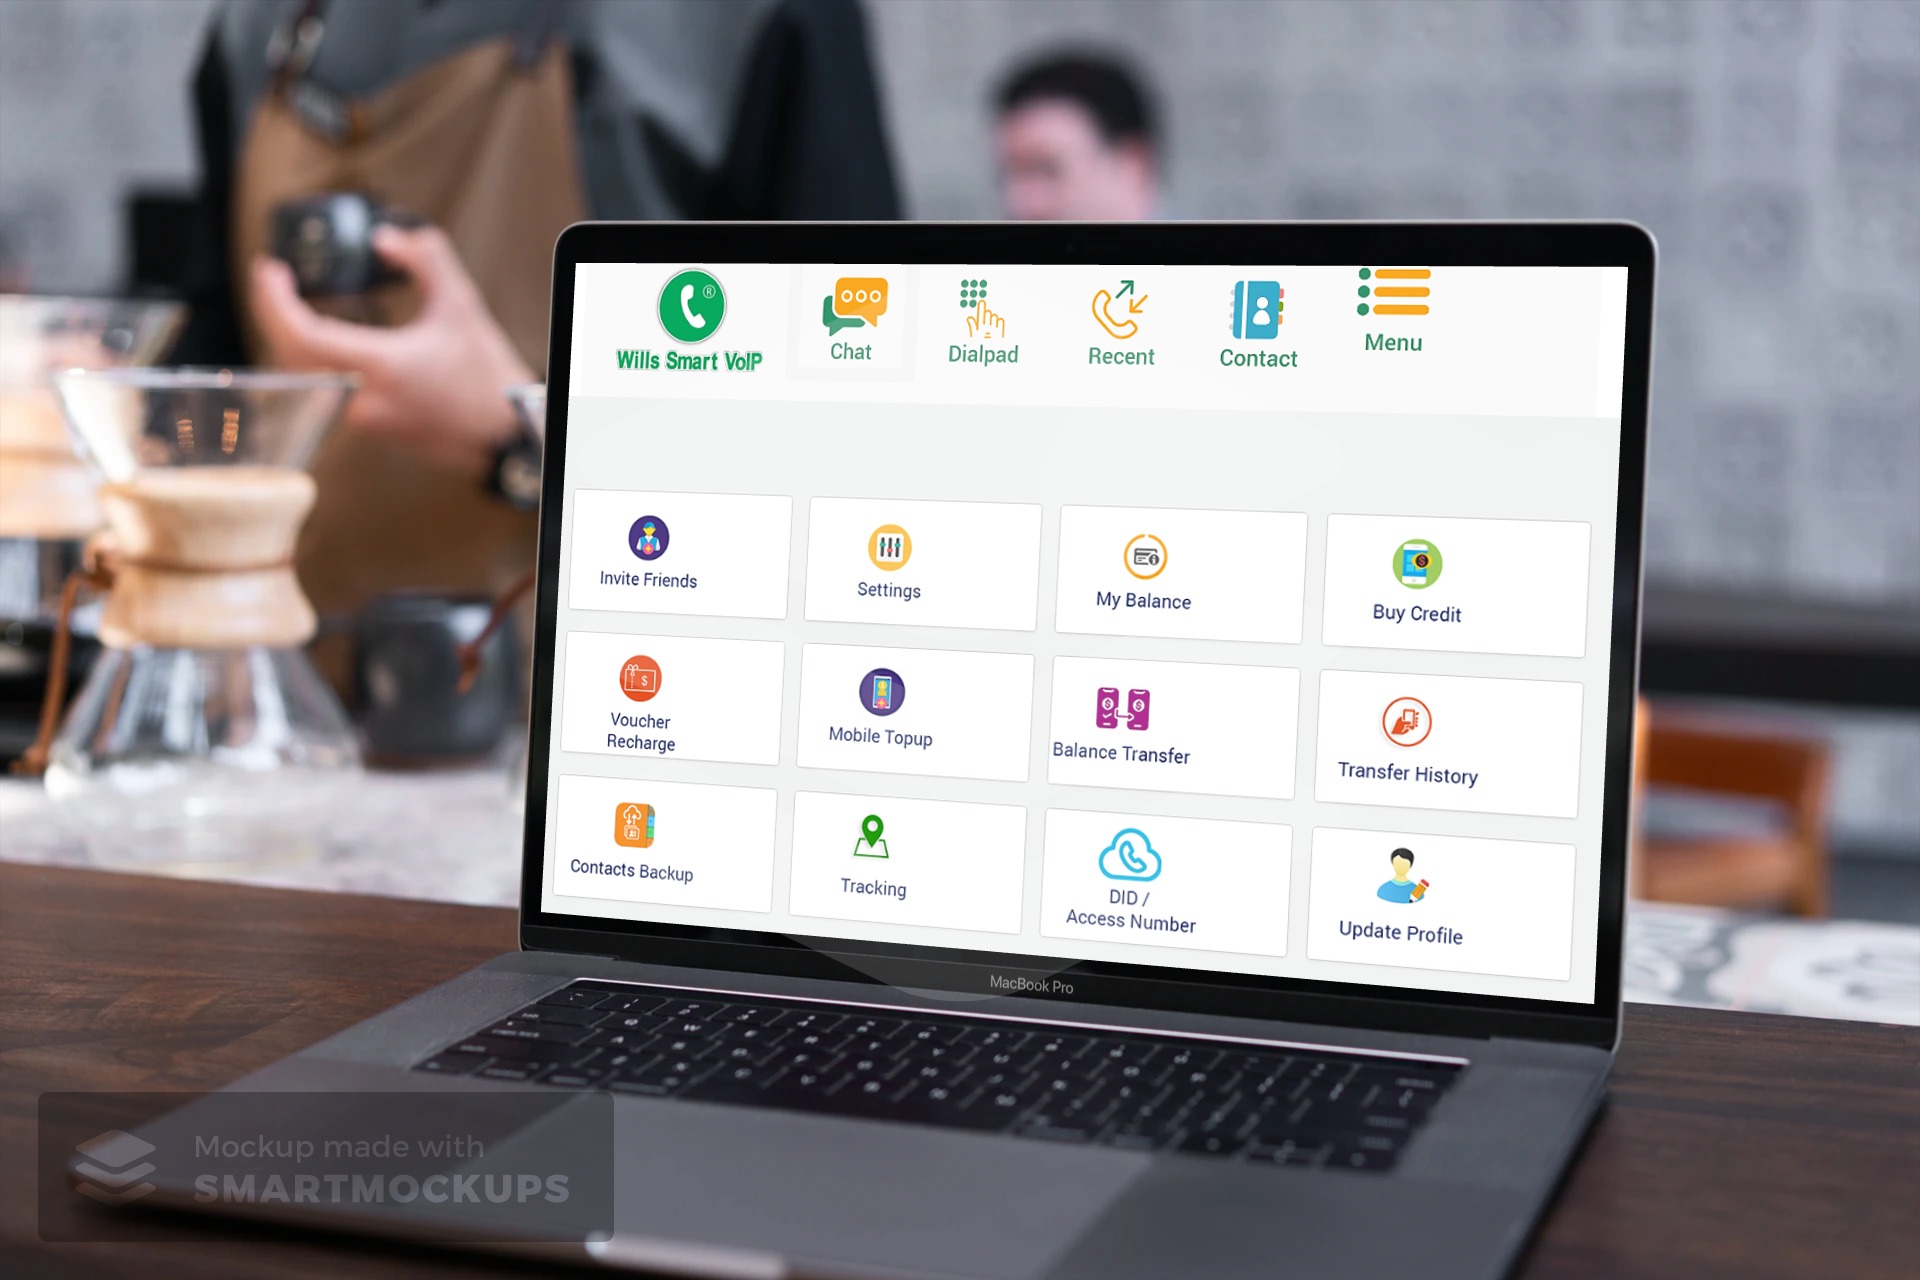 ®
Wills Smart VoIP
Chat
Dialpad
Recent
Contact
Menu
Invite Friends
Settings
My Balance
Buy Credit
Voucher
Recharge
Mobile Topup
Balance Transfer
Transfer History
Contacts Backup
Tracking
DID /
Access Number
Update Profile
MacBook Pro
Mockup made with
SMARTMOCKUPS